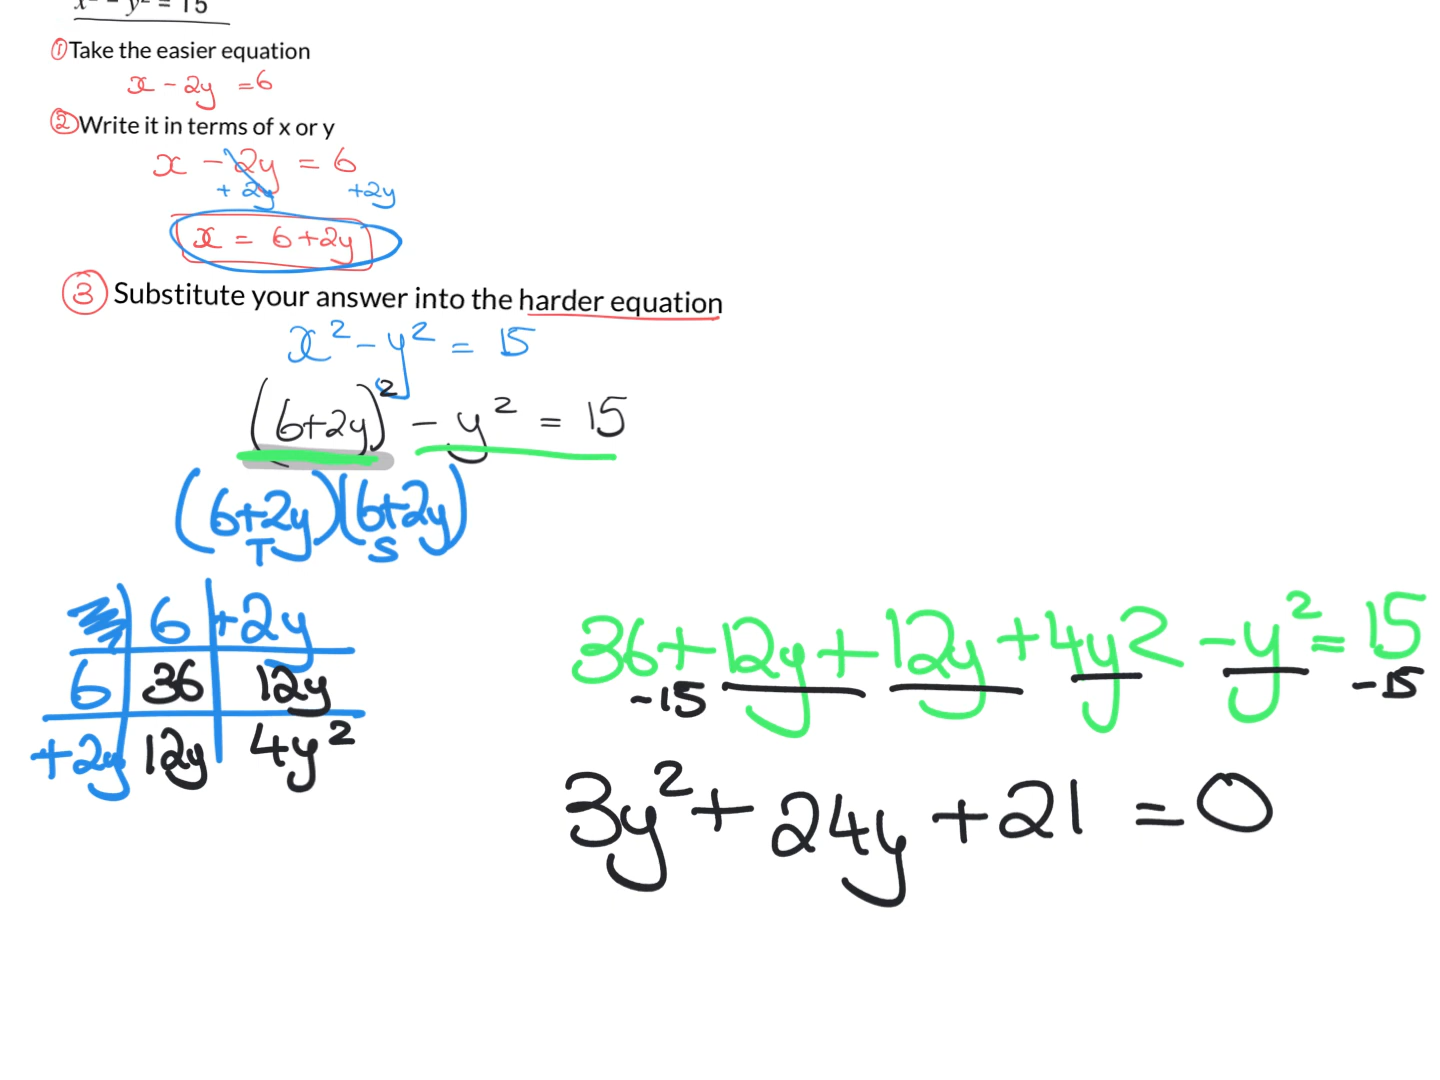 x² − y² = 15
① Take the easier equation
x − 2y = 6
② Write it in terms of x or y
x − 2y = 6
+ 2y +2y
x = 6+2y
③ Substitute your answer into the harder equation
x² − y² = 15
(6+2y)² − y² = 15
(6+2y)(6+2y)
T S
6 +2y
6 36 12y
+2y 12y 4y²
36+12y+12y+4y2 −y² = 15
−15 −15
3y² + 24y + 21 = 0